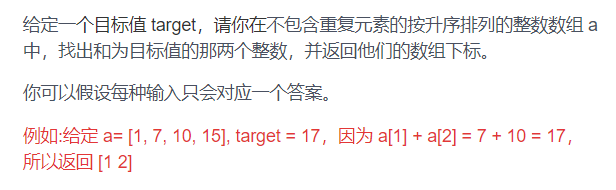 给定一个目标值 target，请你在不包含重复元素的按升序排列的整数数组 a
中，找出和为目标值的那两个整数，并返回他们的数组下标。
你可以假设每种输入只会对应一个答案。
例如:给定 a= [1, 7, 10, 15], target = 17，因为 a[1] + a[2] = 7 + 10 = 17，
所以返回 [1 2]